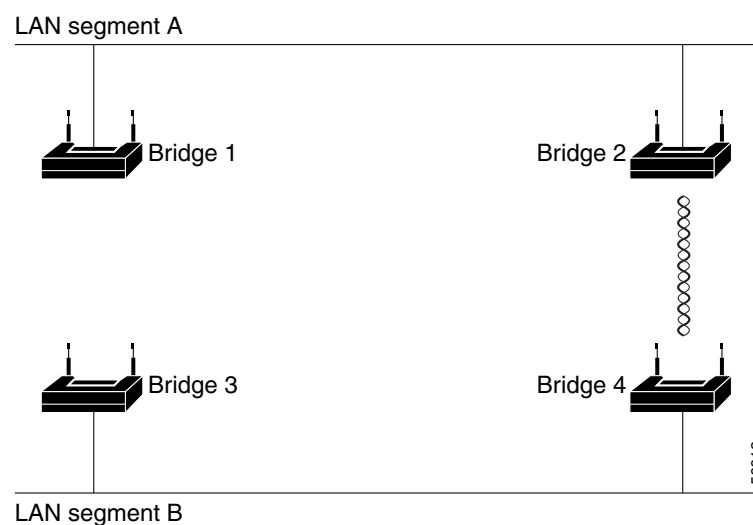 LAN segment A
Bridge 1
Bridge 2
Bridge 3
Bridge 4
LAN segment B